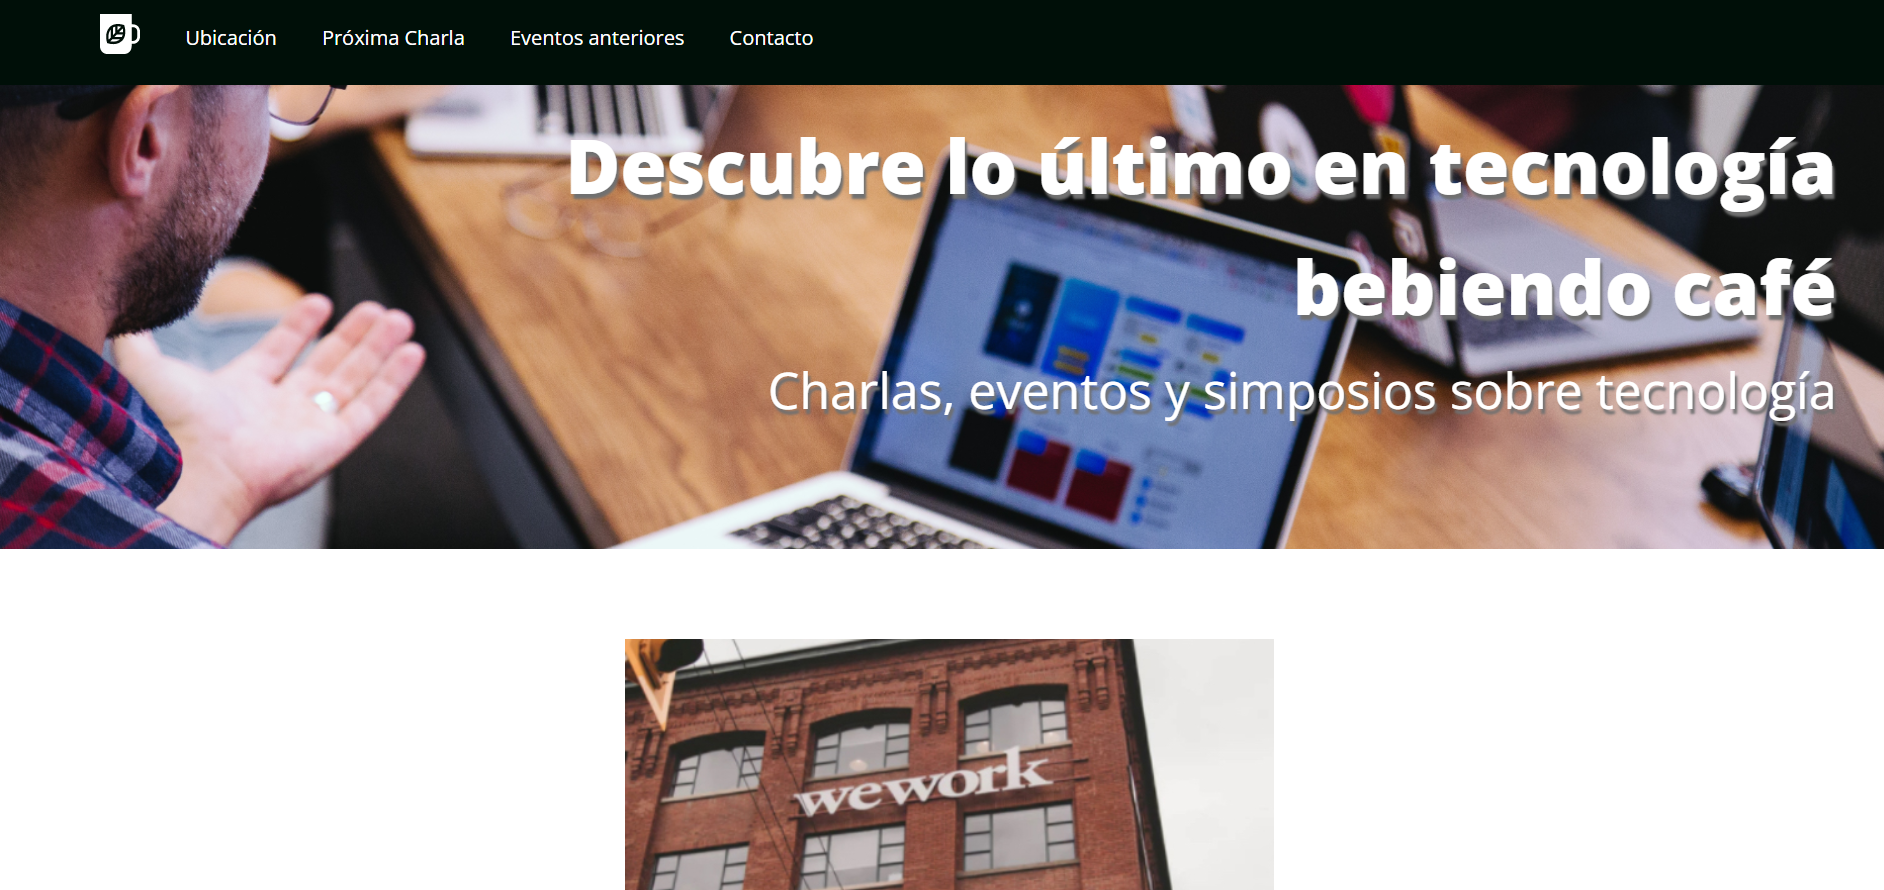 Ubicación Próxima Charla Eventos anteriores Contacto
Descubre lo último en tecnología
bebiendo café
Charlas, eventos y simposios sobre tecnología
wework